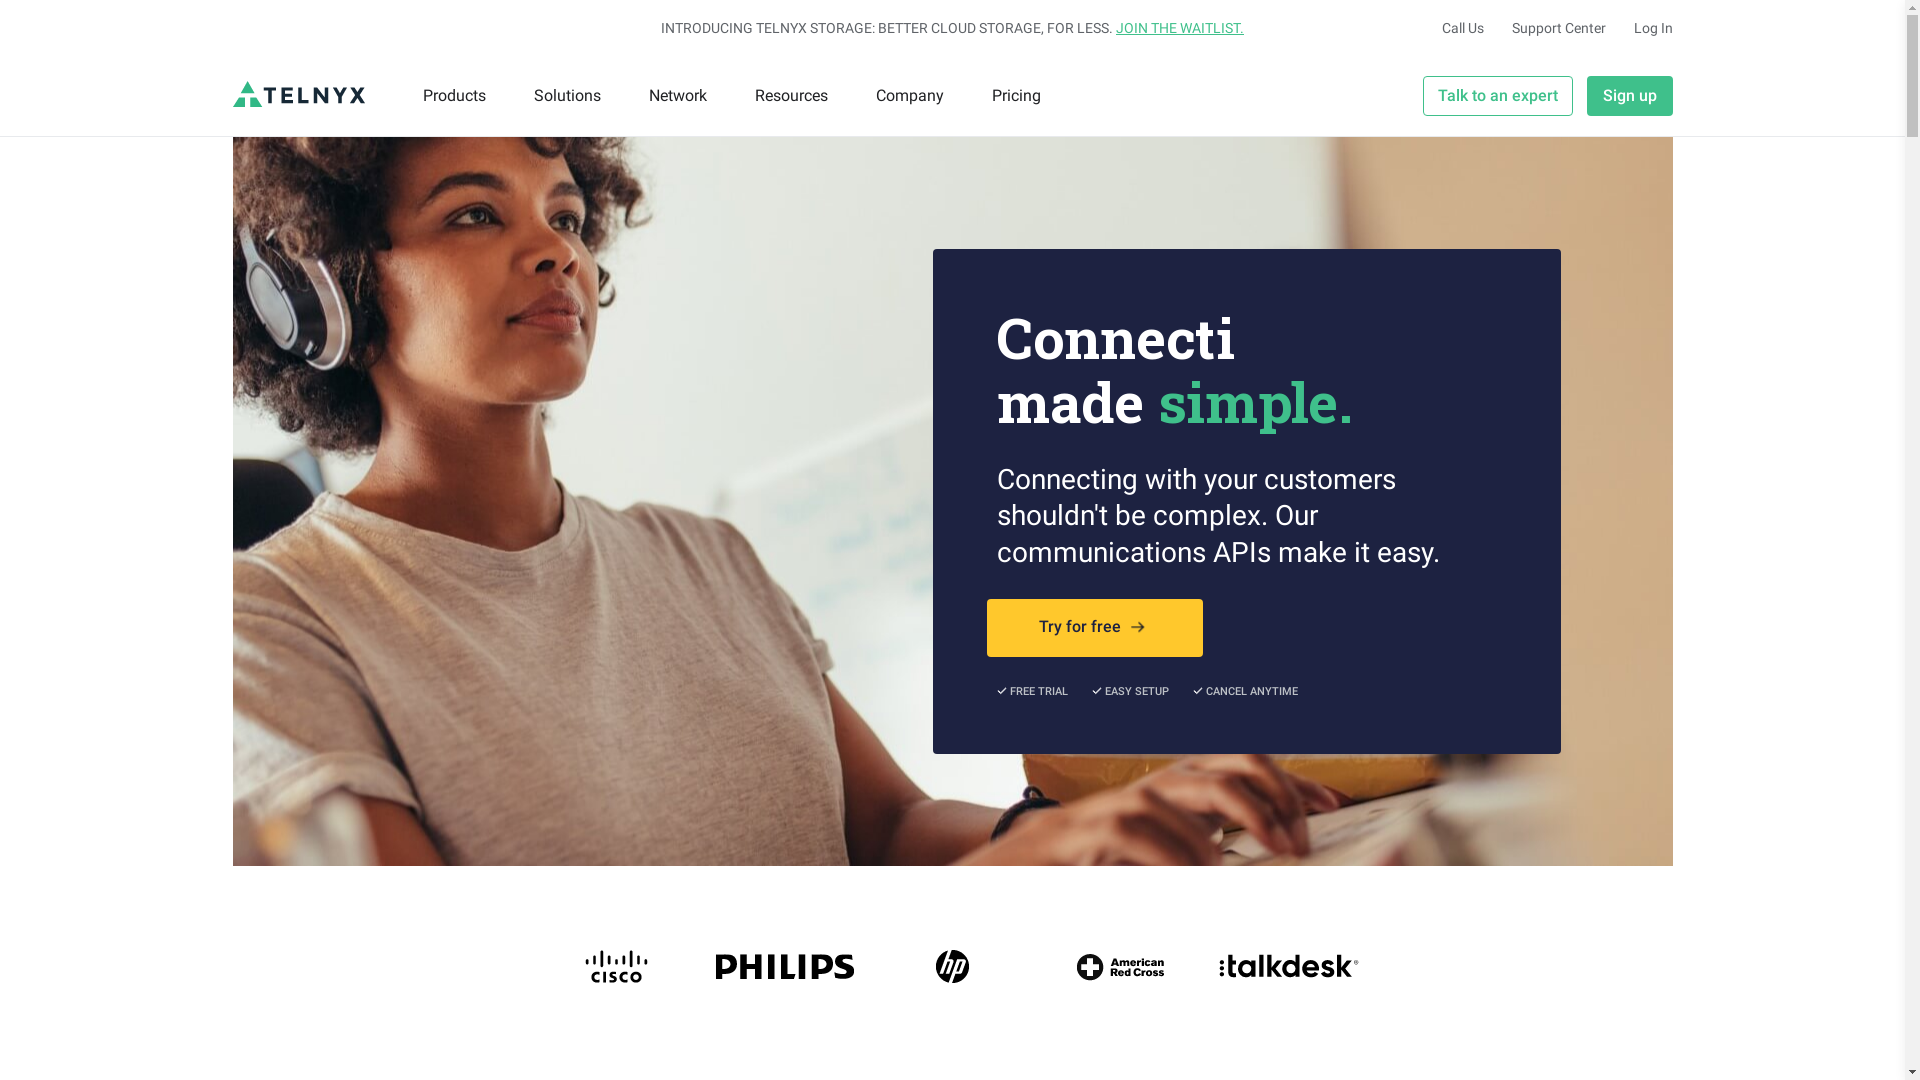 INTRODUCING TELNYX STORAGE: BETTER CLOUD STORAGE, FOR LESS. JOIN THE WAITLIST.
Call Us Support Center Log In
TELNYX Products Solutions Network Resources Company Pricing Talk to an expert Sign up
Connecti
made simple.
Connecting with your customers
shouldn't be complex. Our
communications APIs make it easy.
Try for free
FREE TRIAL EASY SETUP CANCEL ANYTIME
CISCO PHILIPS hp American Red Cross :talkdesk®